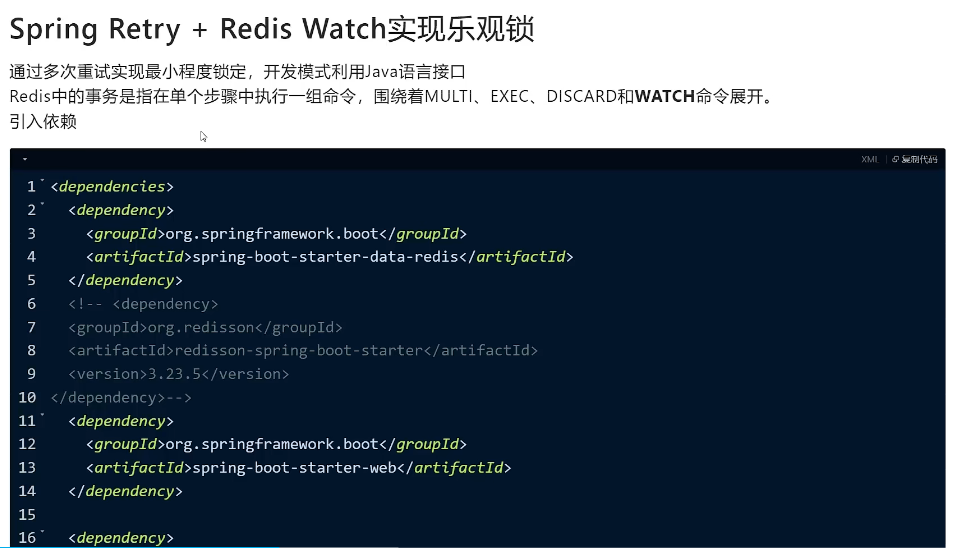 Spring Retry + Redis Watch实现乐观锁
通过多次重试实现最小程度锁定，开发模式利用Java语言接口
Redis中的事务是指在单个步骤中执行一组命令，围绕着MULTI、EXEC、DISCARD和WATCH命令展开。
引入依赖
XML 复制代码
1 <dependencies>
2 <dependency>
3 <groupId>org.springframework.boot</groupId>
4 <artifactId>spring-boot-starter-data-redis</artifactId>
5 </dependency>
6 <!-- <dependency>
7 <groupId>org.redisson</groupId>
8 <artifactId>redisson-spring-boot-starter</artifactId>
9 <version>3.23.5</version>
10 </dependency>-->
11 <dependency>
12 <groupId>org.springframework.boot</groupId>
13 <artifactId>spring-boot-starter-web</artifactId>
14 </dependency>
15
16 <dependency>